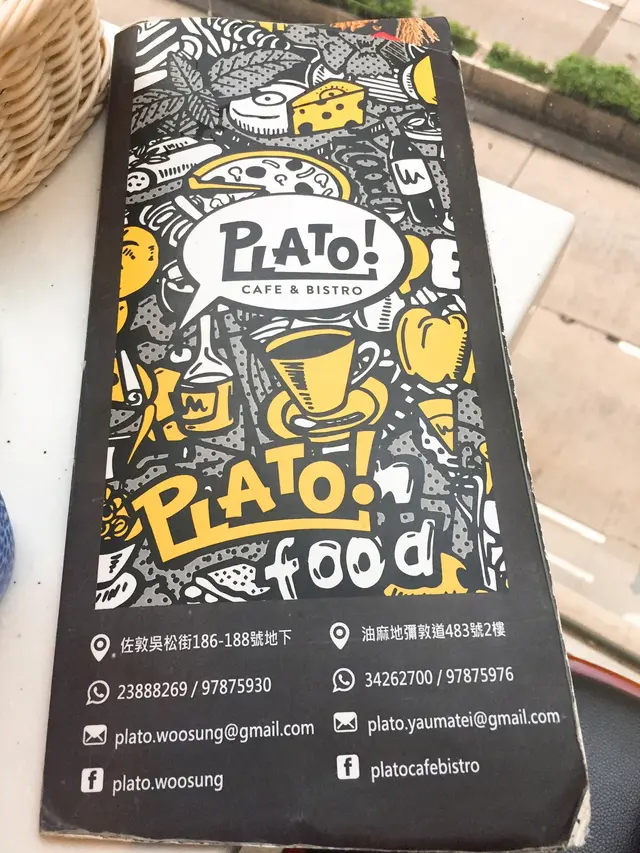 PLATO!
CAFE & BISTRO
PLATO!
food
佐敦吳松街186-188號地下
23888269 / 97875930
plato.woosung@gmail.com
plato.woosung
油麻地彌敦道483號2樓
34262700 / 97875976
plato.yaumatei@gmail.com
platocafebistro